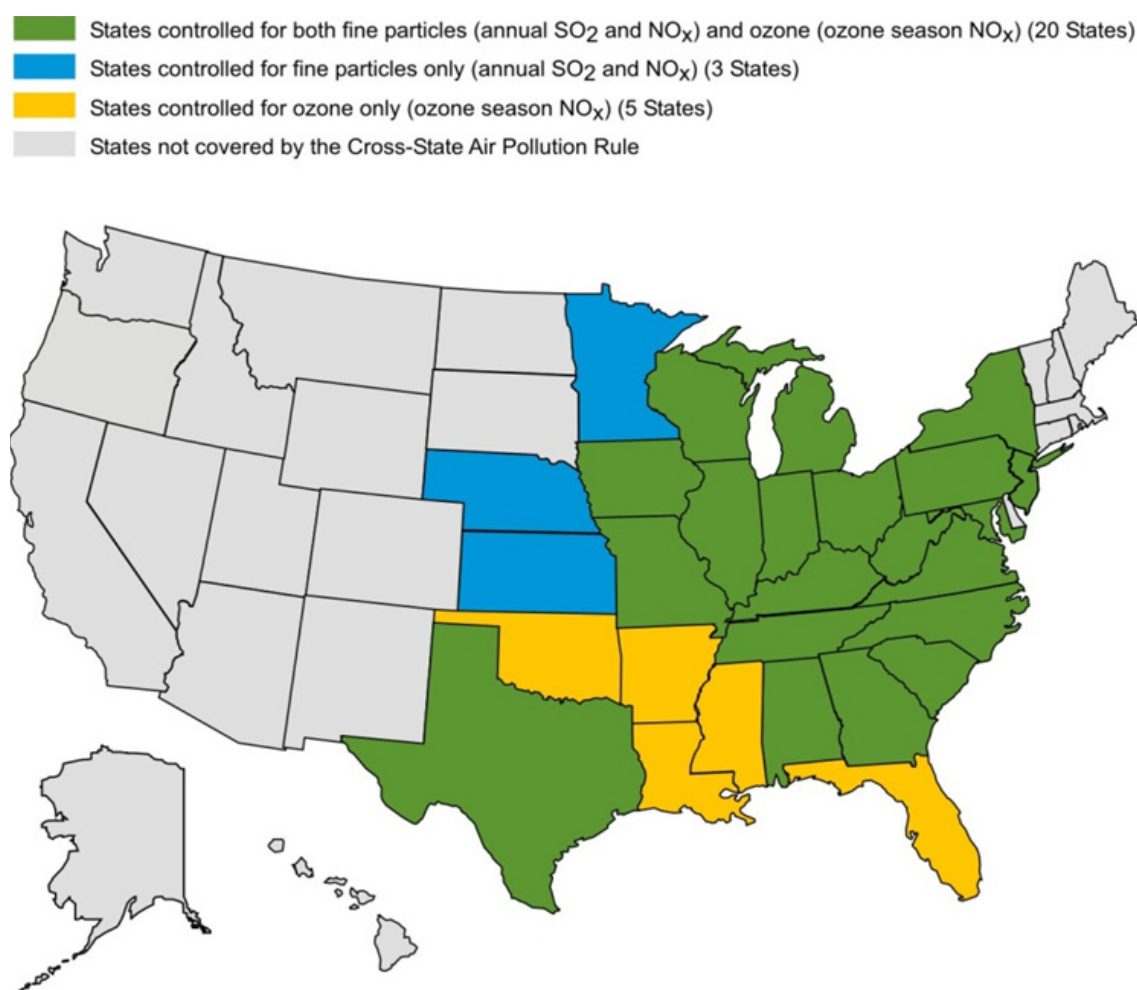 States controlled for both fine particles (annual SO2 and NOx) and ozone (ozone season NOx) (20 States)
States controlled for fine particles only (annual SO2 and NOx) (3 States)
States controlled for ozone only (ozone season NOx) (5 States)
States not covered by the Cross-State Air Pollution Rule